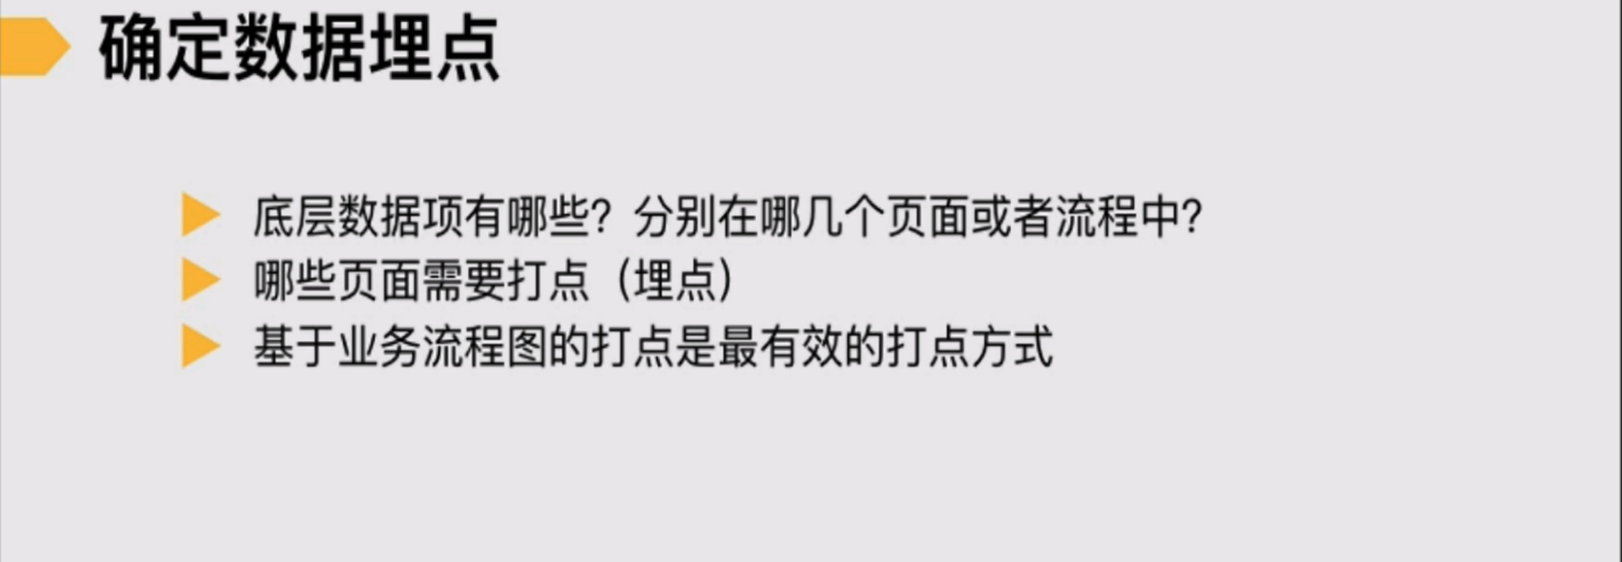 确定数据埋点
底层数据项有哪些？分别在哪几个页面或者流程中？
哪些页面需要打点（埋点）
基于业务流程图的打点是最有效的打点方式